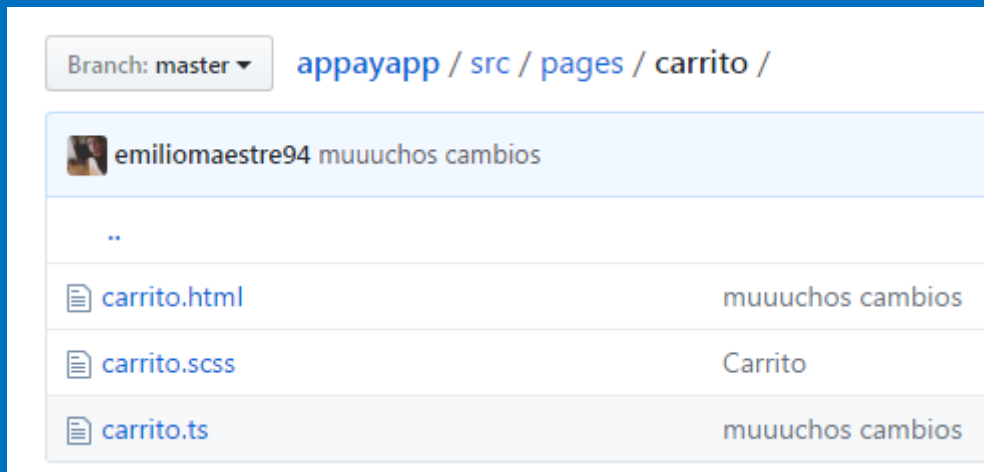 Branch: master appayapp / src / pages / carrito /
emiliomaestre94 muuuchos cambios
..
carrito.html muuuchos cambios
carrito.scss Carrito
carrito.ts muuuchos cambios